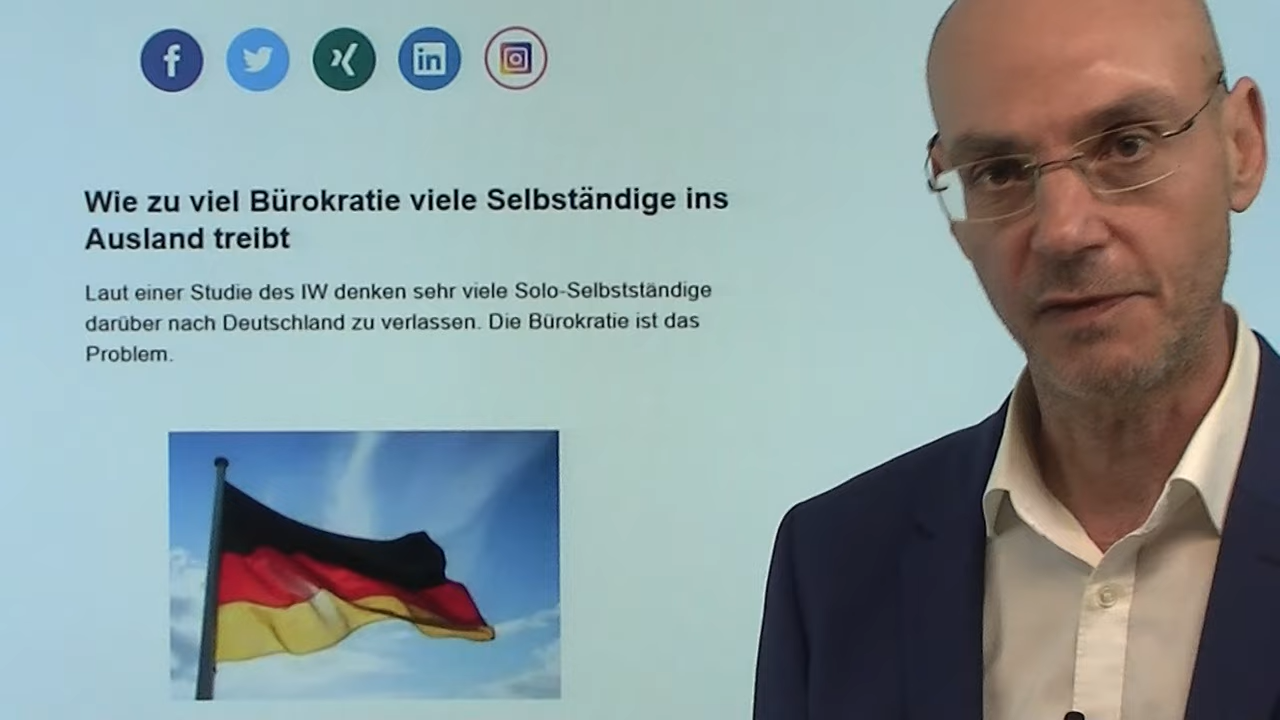 Wie zu viel Bürokratie viele Selbständige ins
Ausland treibt
Laut einer Studie des IW denken sehr viele Solo-Selbstständige
darüber nach Deutschland zu verlassen. Die Bürokratie ist das
Problem.